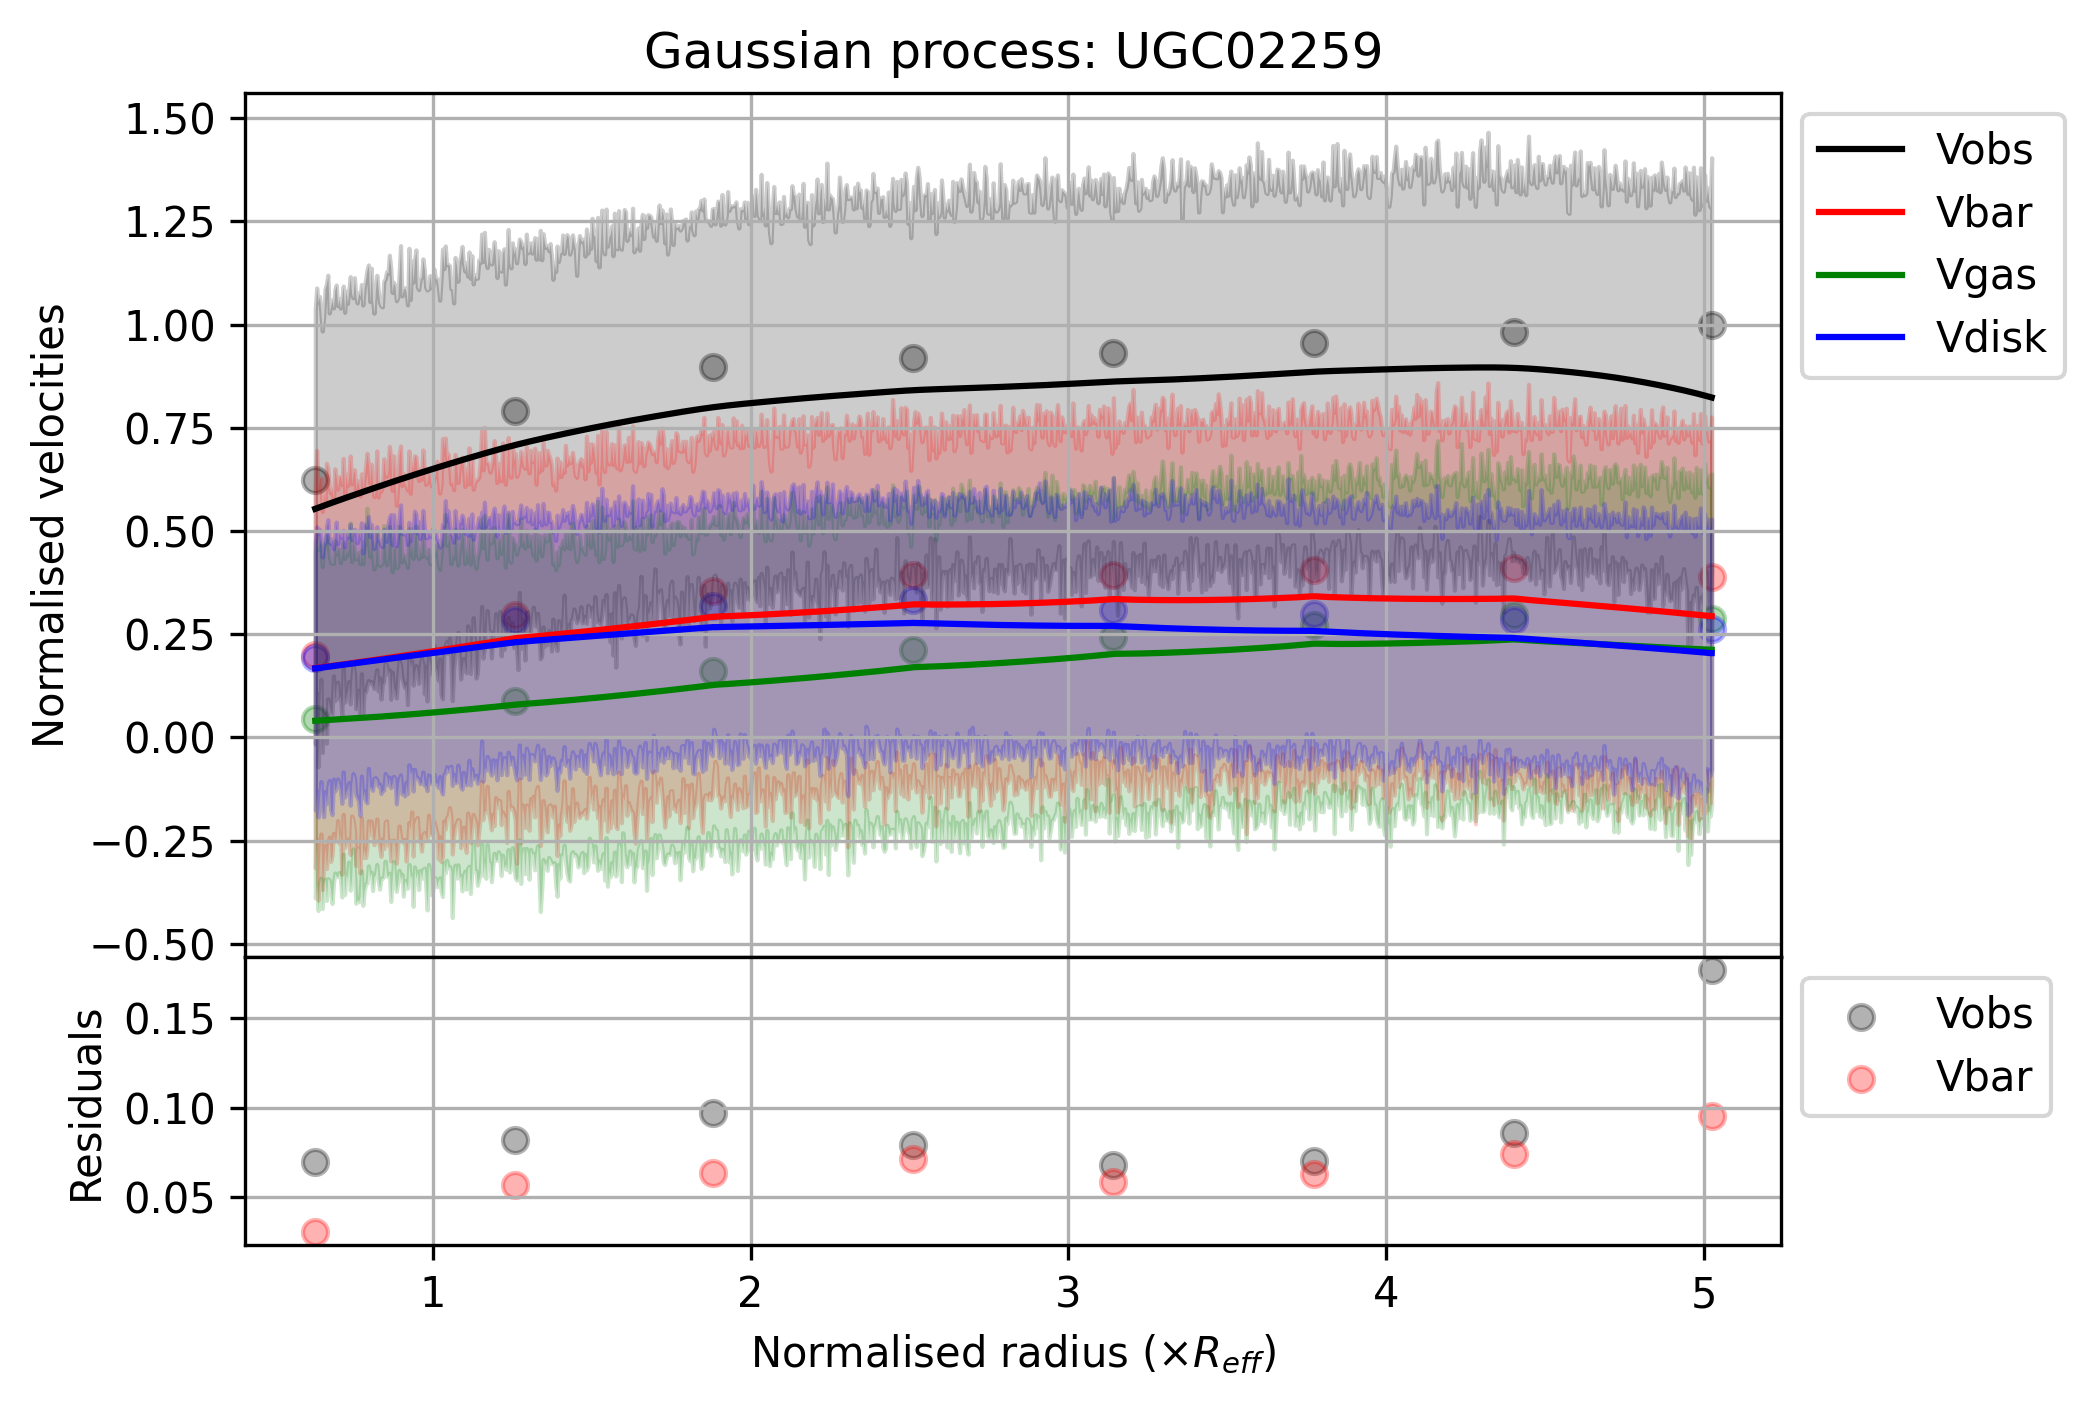 Gaussian process: UGC02259
Normalised velocities
1.50
1.25
1.00
0.75
0.50
0.25
0.00
−0.25
−0.50
Vobs
Vbar
Vgas
Vdisk
Residuals
0.15
0.10
0.05
Vobs
Vbar
1 2 3 4 5
Normalised radius (×R_eff)